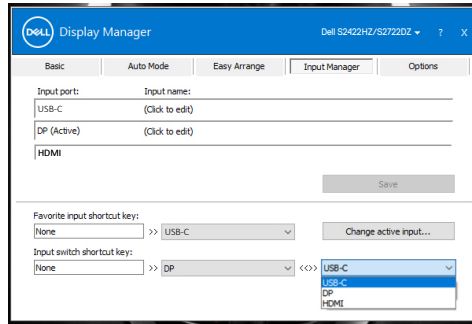 DELL Display Manager Dell S2422HZ/S2722DZ ? X
Basic Auto Mode Easy Arrange Input Manager Options
Input port: Input name:
USB-C (Click to edit)
DP (Active) (Click to edit)
HDMI
Save
Favorite input shortcut key:
None >> USB-C Change active input...
Input switch shortcut key:
None >> DP <<>> USB-C
USB-C
DP
HDMI